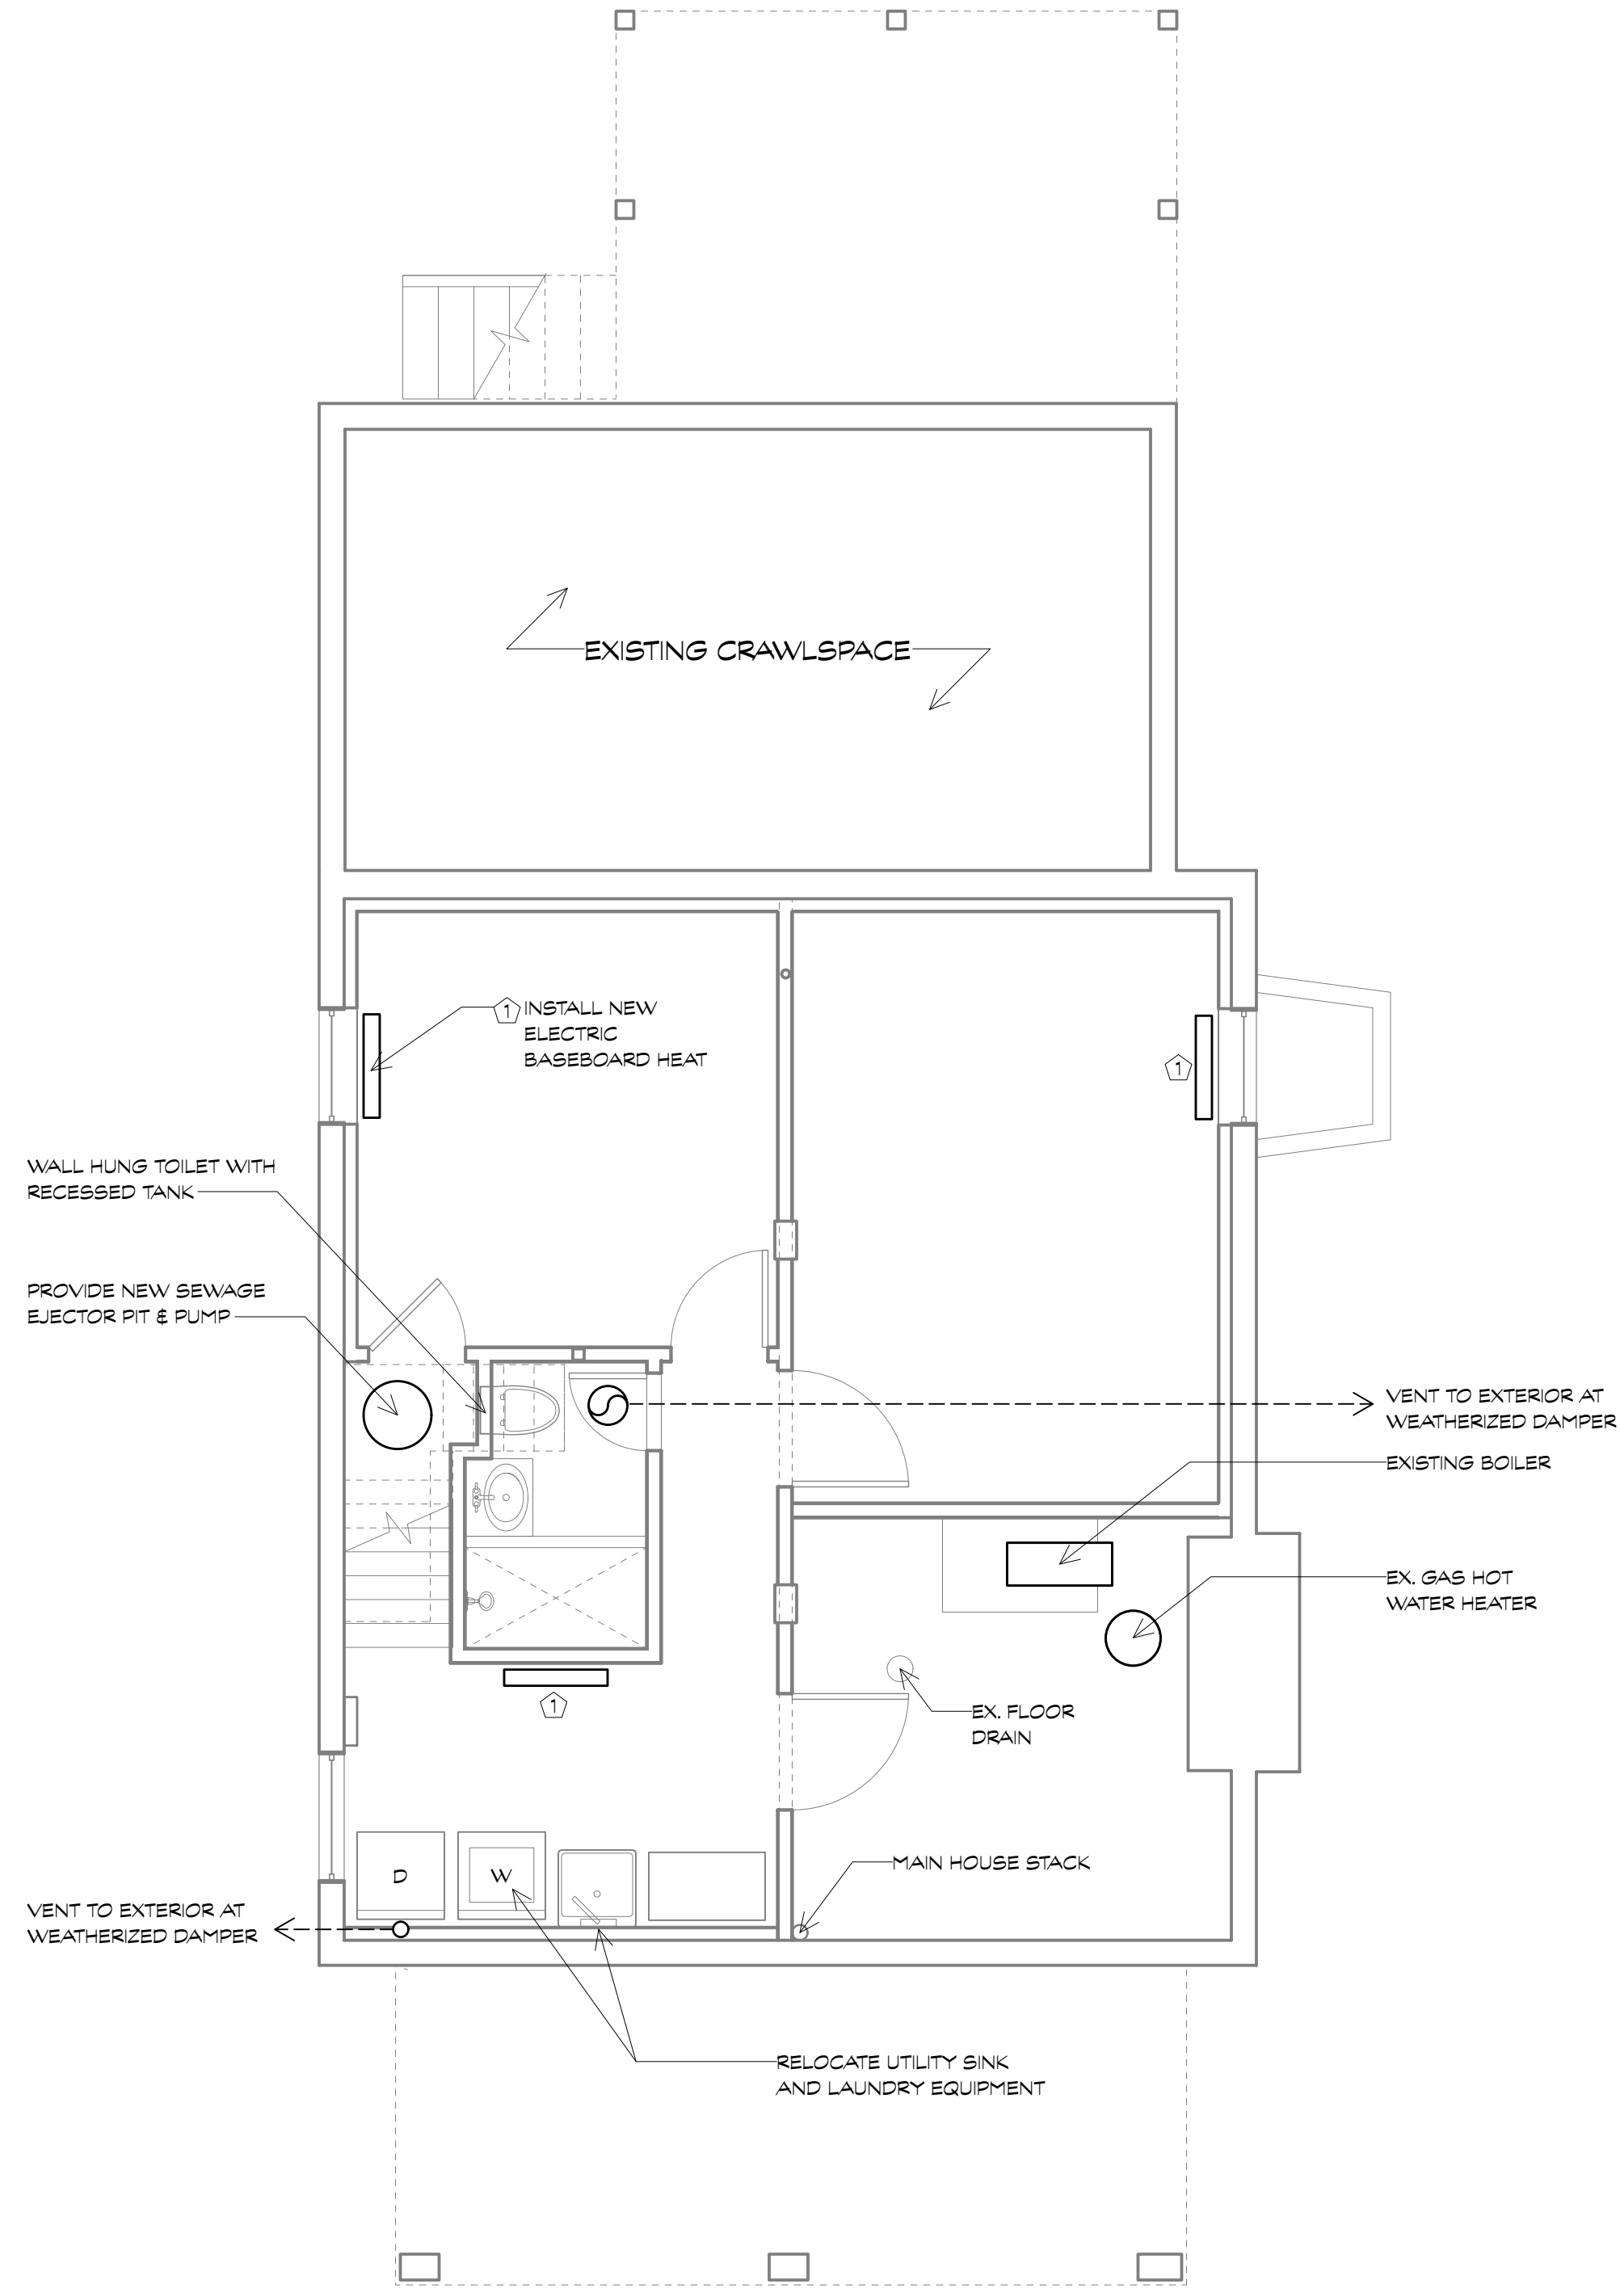 EXISTING CRAWLSPACE
1 INSTALL NEW
ELECTRIC
BASEBOARD HEAT
1
WALL HUNG TOILET WITH
RECESSED TANK
PROVIDE NEW SEWAGE
EJECTOR PIT & PUMP
VENT TO EXTERIOR AT
WEATHERIZED DAMPER
EXISTING BOILER
EX. GAS HOT
WATER HEATER
1
EX. FLOOR
DRAIN
MAIN HOUSE STACK
D
W
VENT TO EXTERIOR AT
WEATHERIZED DAMPER
RELOCATE UTILITY SINK
AND LAUNDRY EQUIPMENT